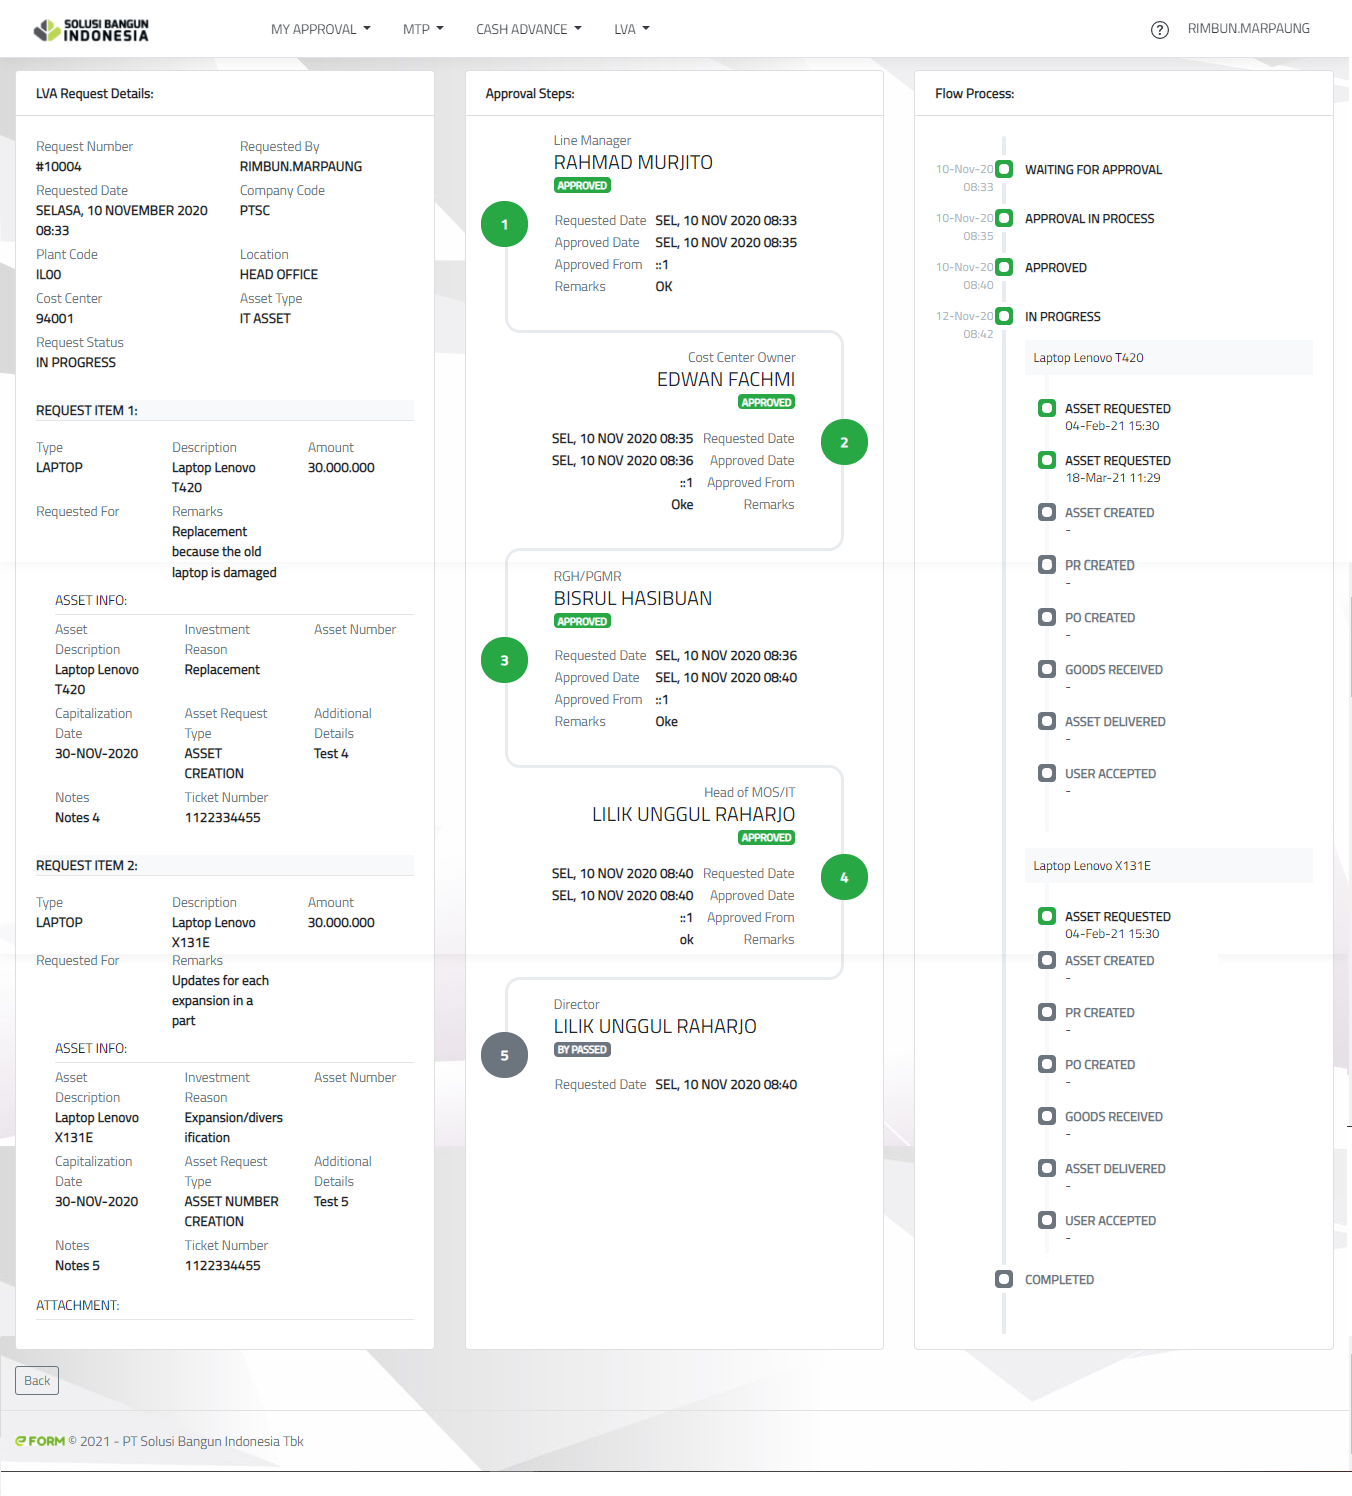 SOLUSI BANGUN
INDONESIA
MY APPROVAL
MTP
CASH ADVANCE
LVA
?
RIMBUN.MARPAUNG
LVA Request Details:
Request Number
#10004
Requested By
RIMBUN.MARPAUNG
Requested Date
SELASA, 10 NOVEMBER 2020
08:33
Company Code
PTSC
Plant Code
IL00
Location
HEAD OFFICE
Cost Center
94001
Asset Type
IT ASSET
Request Status
IN PROGRESS
REQUEST ITEM 1:
Type
LAPTOP
Description
Laptop Lenovo
T420
Amount
30.000.000
Requested For
Remarks
Replacement
because the old
laptop is damaged
ASSET INFO:
Asset
Description
Laptop Lenovo
T420
Investment
Reason
Replacement
Asset Number
Capitalization
Date
30-NOV-2020
Asset Request
Type
ASSET
CREATION
Additional
Details
Test 4
Notes
Notes 4
Ticket Number
1122334455
REQUEST ITEM 2:
Type
LAPTOP
Description
Laptop Lenovo
X131E
Amount
30.000.000
Requested For
Remarks
Updates for each
expansion in a
part
ASSET INFO:
Asset
Description
Laptop Lenovo
X131E
Investment
Reason
Expansion/divers
ification
Asset Number
Capitalization
Date
30-NOV-2020
Asset Request
Type
ASSET NUMBER
CREATION
Additional
Details
Test 5
Notes
Notes 5
Ticket Number
1122334455
ATTACHMENT:
Approval Steps:
1
Line Manager
RAHMAD MURJITO
APPROVED
Requested Date SEL, 10 NOV 2020 08:33
Approved Date SEL, 10 NOV 2020 08:35
Approved From ::1
Remarks OK
Cost Center Owner
EDWAN FACHMI
APPROVED
2
SEL, 10 NOV 2020 08:35 Requested Date
SEL, 10 NOV 2020 08:36 Approved Date
::1 Approved From
Oke Remarks
RGH/PGMR
BISRUL HASIBUAN
APPROVED
3
Requested Date SEL, 10 NOV 2020 08:36
Approved Date SEL, 10 NOV 2020 08:40
Approved From ::1
Remarks Oke
Head of MOS/IT
LILIK UNGGUL RAHARJO
APPROVED
4
SEL, 10 NOV 2020 08:40 Requested Date
SEL, 10 NOV 2020 08:40 Approved Date
::1 Approved From
ok Remarks
Director
LILIK UNGGUL RAHARJO
BY PASSED
5
Requested Date SEL, 10 NOV 2020 08:40
Flow Process:
10-Nov-20
08:33
WAITING FOR APPROVAL
10-Nov-20
08:35
APPROVAL IN PROCESS
10-Nov-20
08:40
APPROVED
12-Nov-20
08:42
IN PROGRESS
Laptop Lenovo T420
ASSET REQUESTED
04-Feb-21 15:30
ASSET REQUESTED
18-Mar-21 11:29
ASSET CREATED
-
PR CREATED
-
PO CREATED
-
GOODS RECEIVED
-
ASSET DELIVERED
-
USER ACCEPTED
-
Laptop Lenovo X131E
ASSET REQUESTED
04-Feb-21 15:30
ASSET CREATED
-
PR CREATED
-
PO CREATED
-
GOODS RECEIVED
-
ASSET DELIVERED
-
USER ACCEPTED
-
COMPLETED
Back
e FORM © 2021 - PT Solusi Bangun Indonesia Tbk